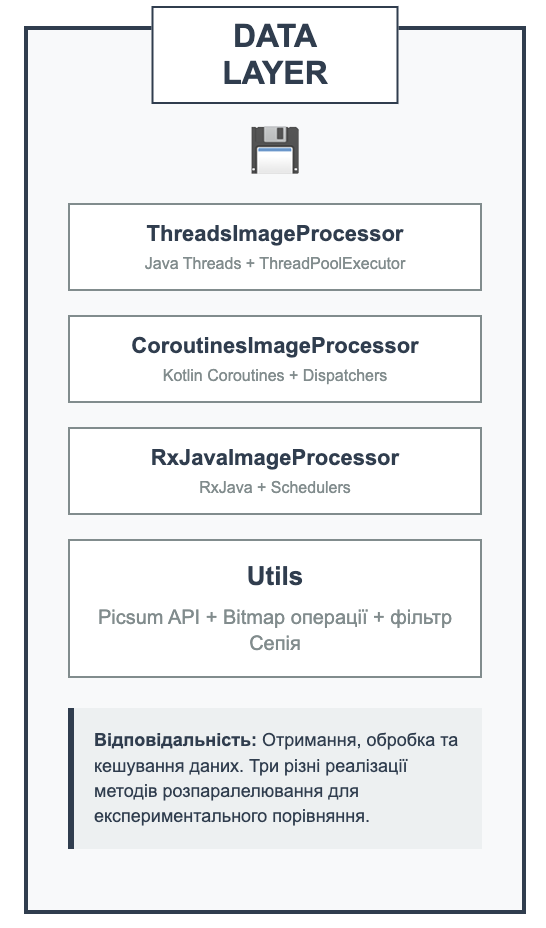 DATA
LAYER
ThreadsImageProcessor
Java Threads + ThreadPoolExecutor
CoroutinesImageProcessor
Kotlin Coroutines + Dispatchers
RxJavaImageProcessor
RxJava + Schedulers
Utils
Picsum API + Bitmap операції + фільтр
Сепія
Відповідальність: Отримання, обробка та
кешування даних. Три різні реалізації
методів розпаралелювання для
експериментального порівняння.